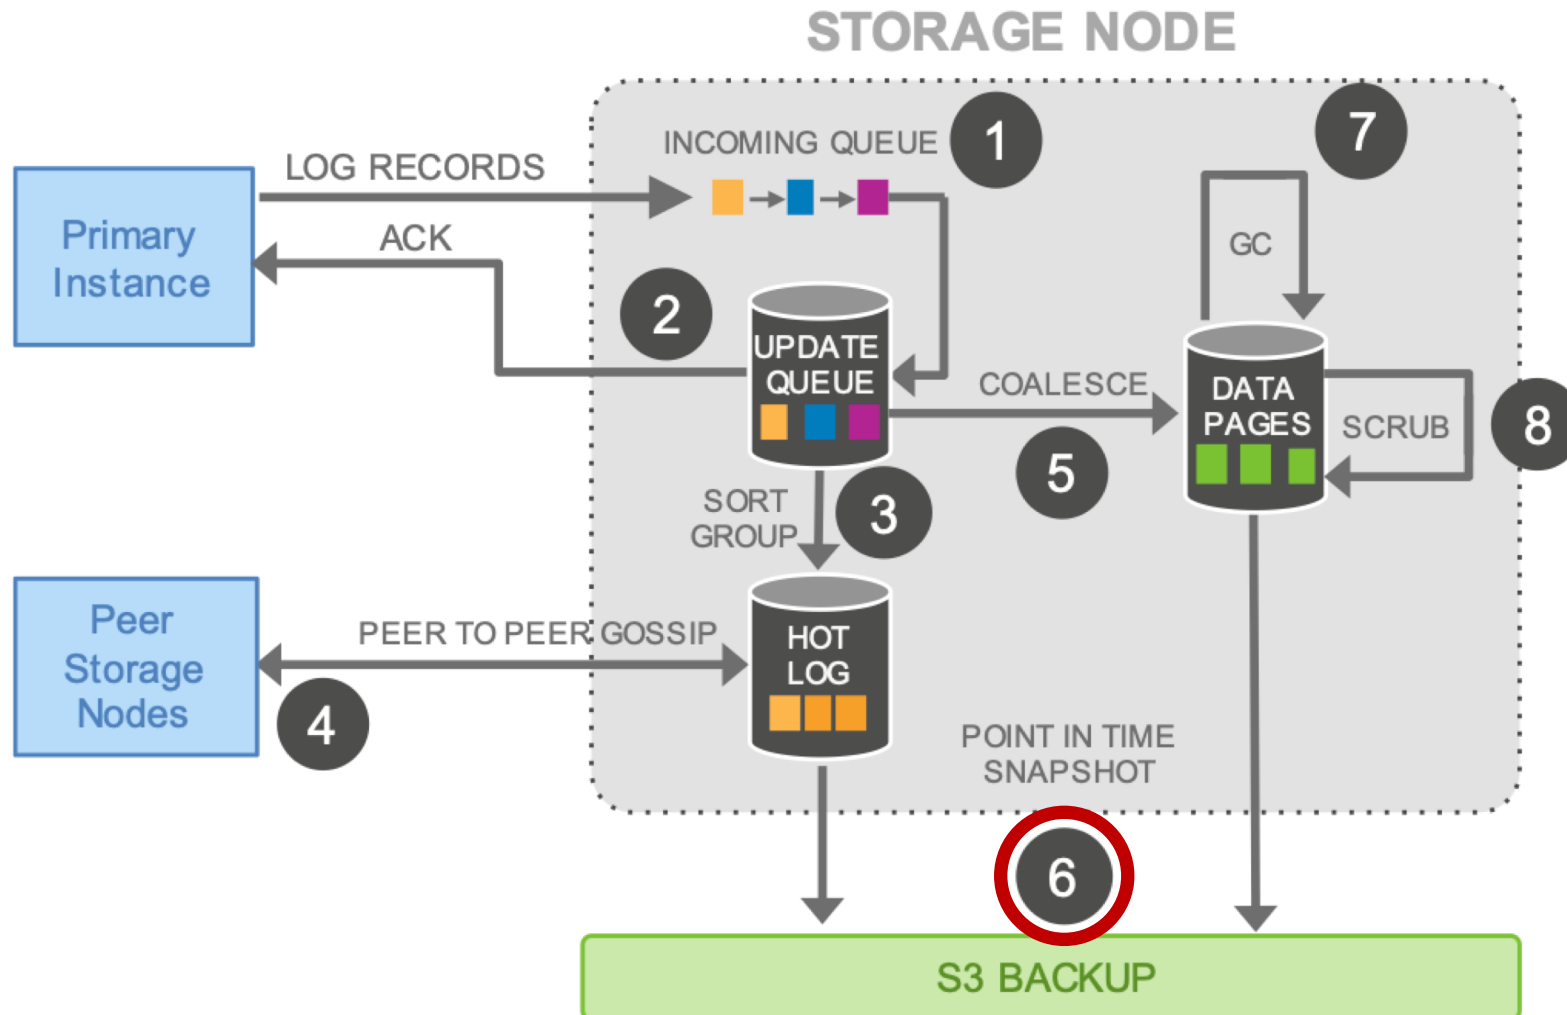 STORAGE NODE
INCOMING QUEUE
1
7
LOG RECORDS
ACK
Primary
Instance
GC
2
UPDATE
QUEUE
COALESCE
5
DATA
PAGES
SCRUB
8
SORT
GROUP
3
Peer
Storage
Nodes
PEER TO PEER GOSSIP
4
HOT
LOG
POINT IN TIME
SNAPSHOT
6
S3 BACKUP